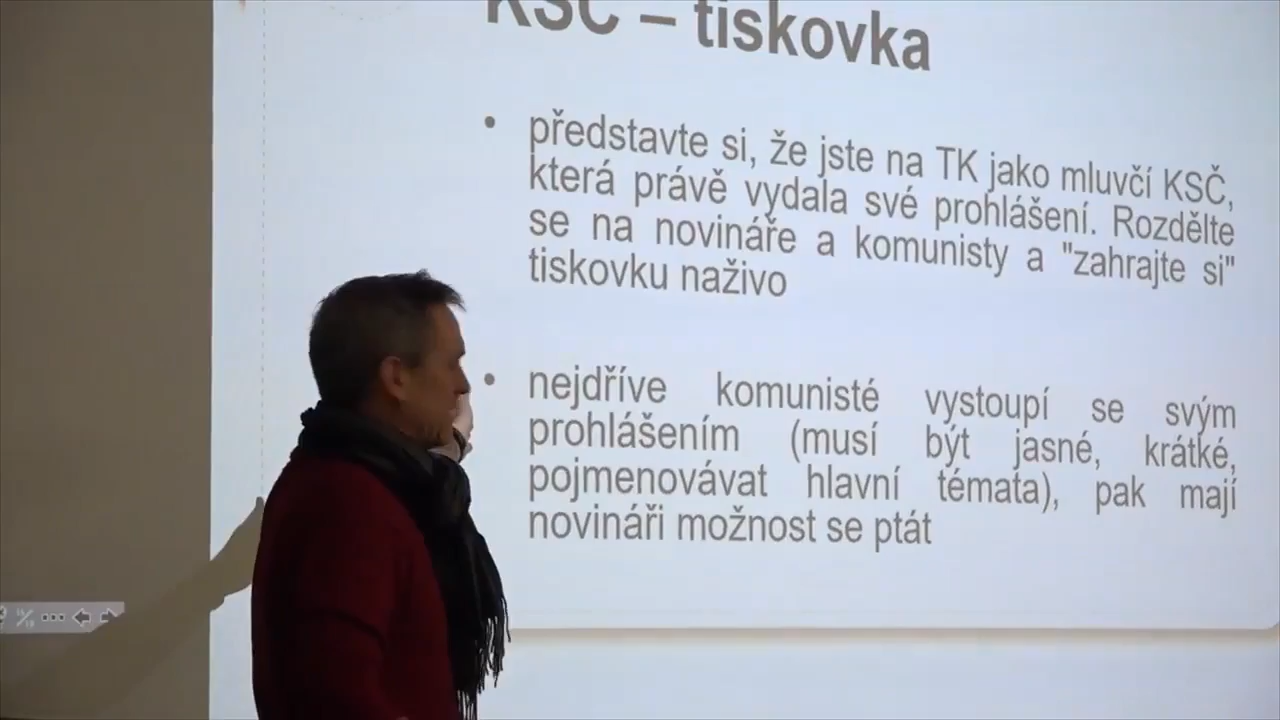 KSČ – tiskovka
• představte si, že jste na TK jako mluvčí KSČ,
která právě vydala své prohlášení. Rozdělte
se na novináře a komunisty a "zahrajte si"
tiskovku naživo
• nejdříve komunisté vystoupí se svým
prohlášením (musí být jasné, krátké,
pojmenovávat hlavní témata), pak mají
novináři možnost se ptát